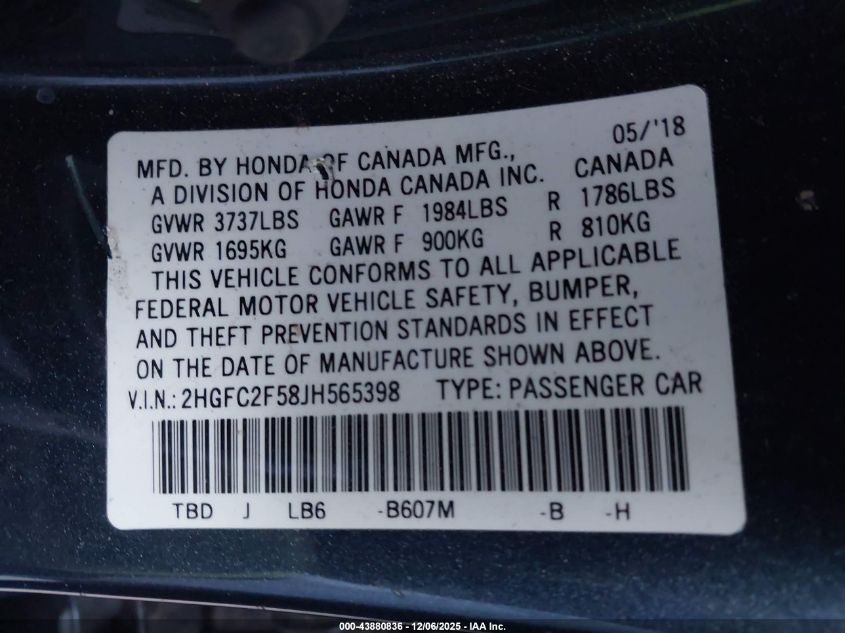 05/'18
MFD. BY HONDA OF CANADA MFG.,
A DIVISION OF HONDA CANADA INC. CANADA
GVWR 3737LBS GAWR F 1984LBS R 1786LBS
GVWR 1695KG GAWR F 900KG R 810KG
THIS VEHICLE CONFORMS TO ALL APPLICABLE
FEDERAL MOTOR VEHICLE SAFETY, BUMPER,
AND THEFT PREVENTION STANDARDS IN EFFECT
ON THE DATE OF MANUFACTURE SHOWN ABOVE.
V.I.N.: 2HGFC2F58JH565398 TYPE: PASSENGER CAR
TBD J LB6 -B607M -B -H
000-43880836 - 12/06/2025 - IAA Inc.